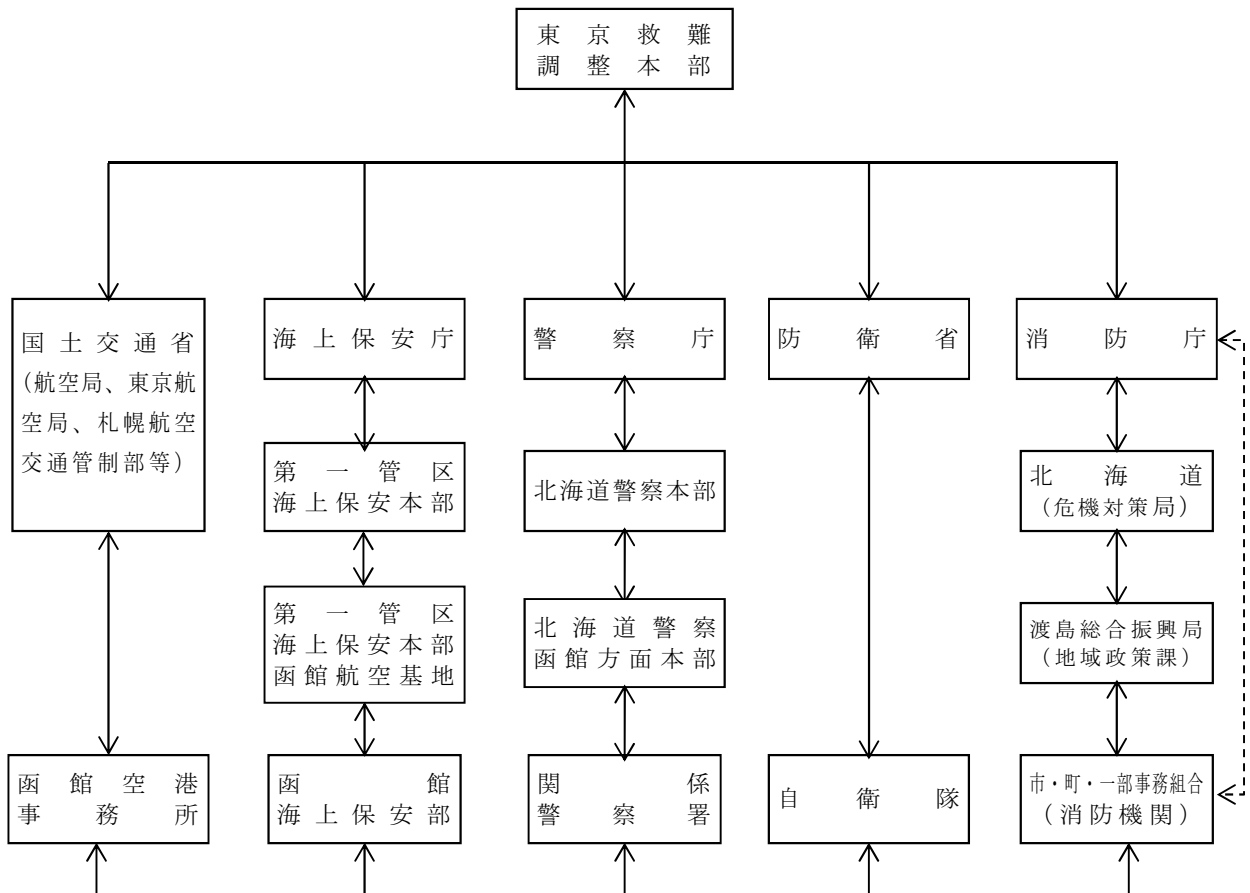 東京救難
調整本部
国土交通省
（航空局、東京航
空局、札幌航空
交通管制部等）
海上保安庁
警察庁
防衛省
消防庁
第一管区
海上保安本部
北海道警察本部
北海道
（危機対策局）
第一管区
海上保安本部
函館航空基地
北海道警察
函館方面本部
渡島総合振興局
（地域政策課）
函館空港
事務所
函館
海上保安部
関係
警察署
自衛隊
市・町・一部事務組合
（消防機関）